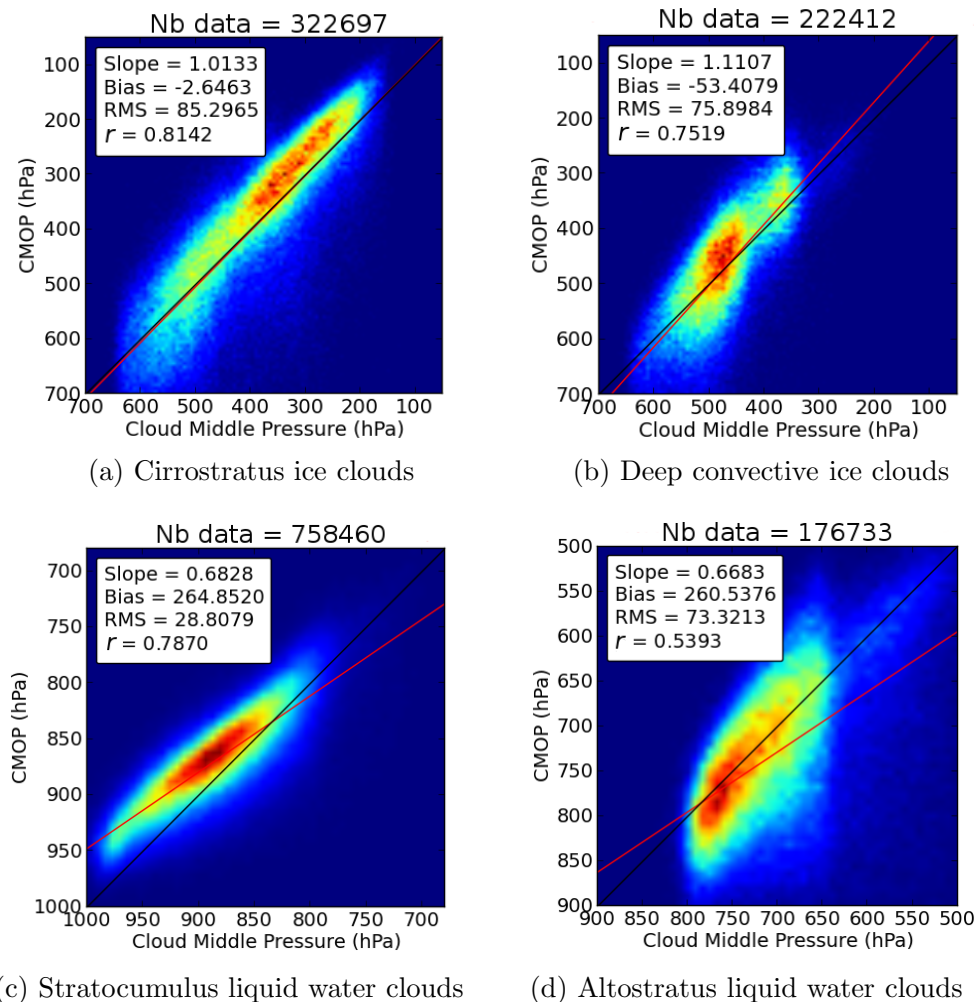 Nb data = 322697
Slope = 1.0133
Bias = -2.6463
RMS = 85.2965
r = 0.8142
100
200
300
400
500
600
700
CMOP (hPa)
700 600 500 400 300 200 100
Cloud Middle Pressure (hPa)
(a) Cirrostratus ice clouds
Nb data = 222412
Slope = 1.1107
Bias = -53.4079
RMS = 75.8984
r = 0.7519
100
200
300
400
500
600
700
CMOP (hPa)
700 600 500 400 300 200 100
Cloud Middle Pressure (hPa)
(b) Deep convective ice clouds
Nb data = 758460
Slope = 0.6828
Bias = 264.8520
RMS = 28.8079
r = 0.7870
700
750
800
850
900
950
1000
CMOP (hPa)
1000 950 900 850 800 750 700
Cloud Middle Pressure (hPa)
(c) Stratocumulus liquid water clouds
Nb data = 176733
Slope = 0.6683
Bias = 260.5376
RMS = 73.3213
r = 0.5393
500
550
600
650
700
750
800
850
900
CMOP (hPa)
900 850 800 750 700 650 600 550 500
Cloud Middle Pressure (hPa)
(d) Altostratus liquid water clouds